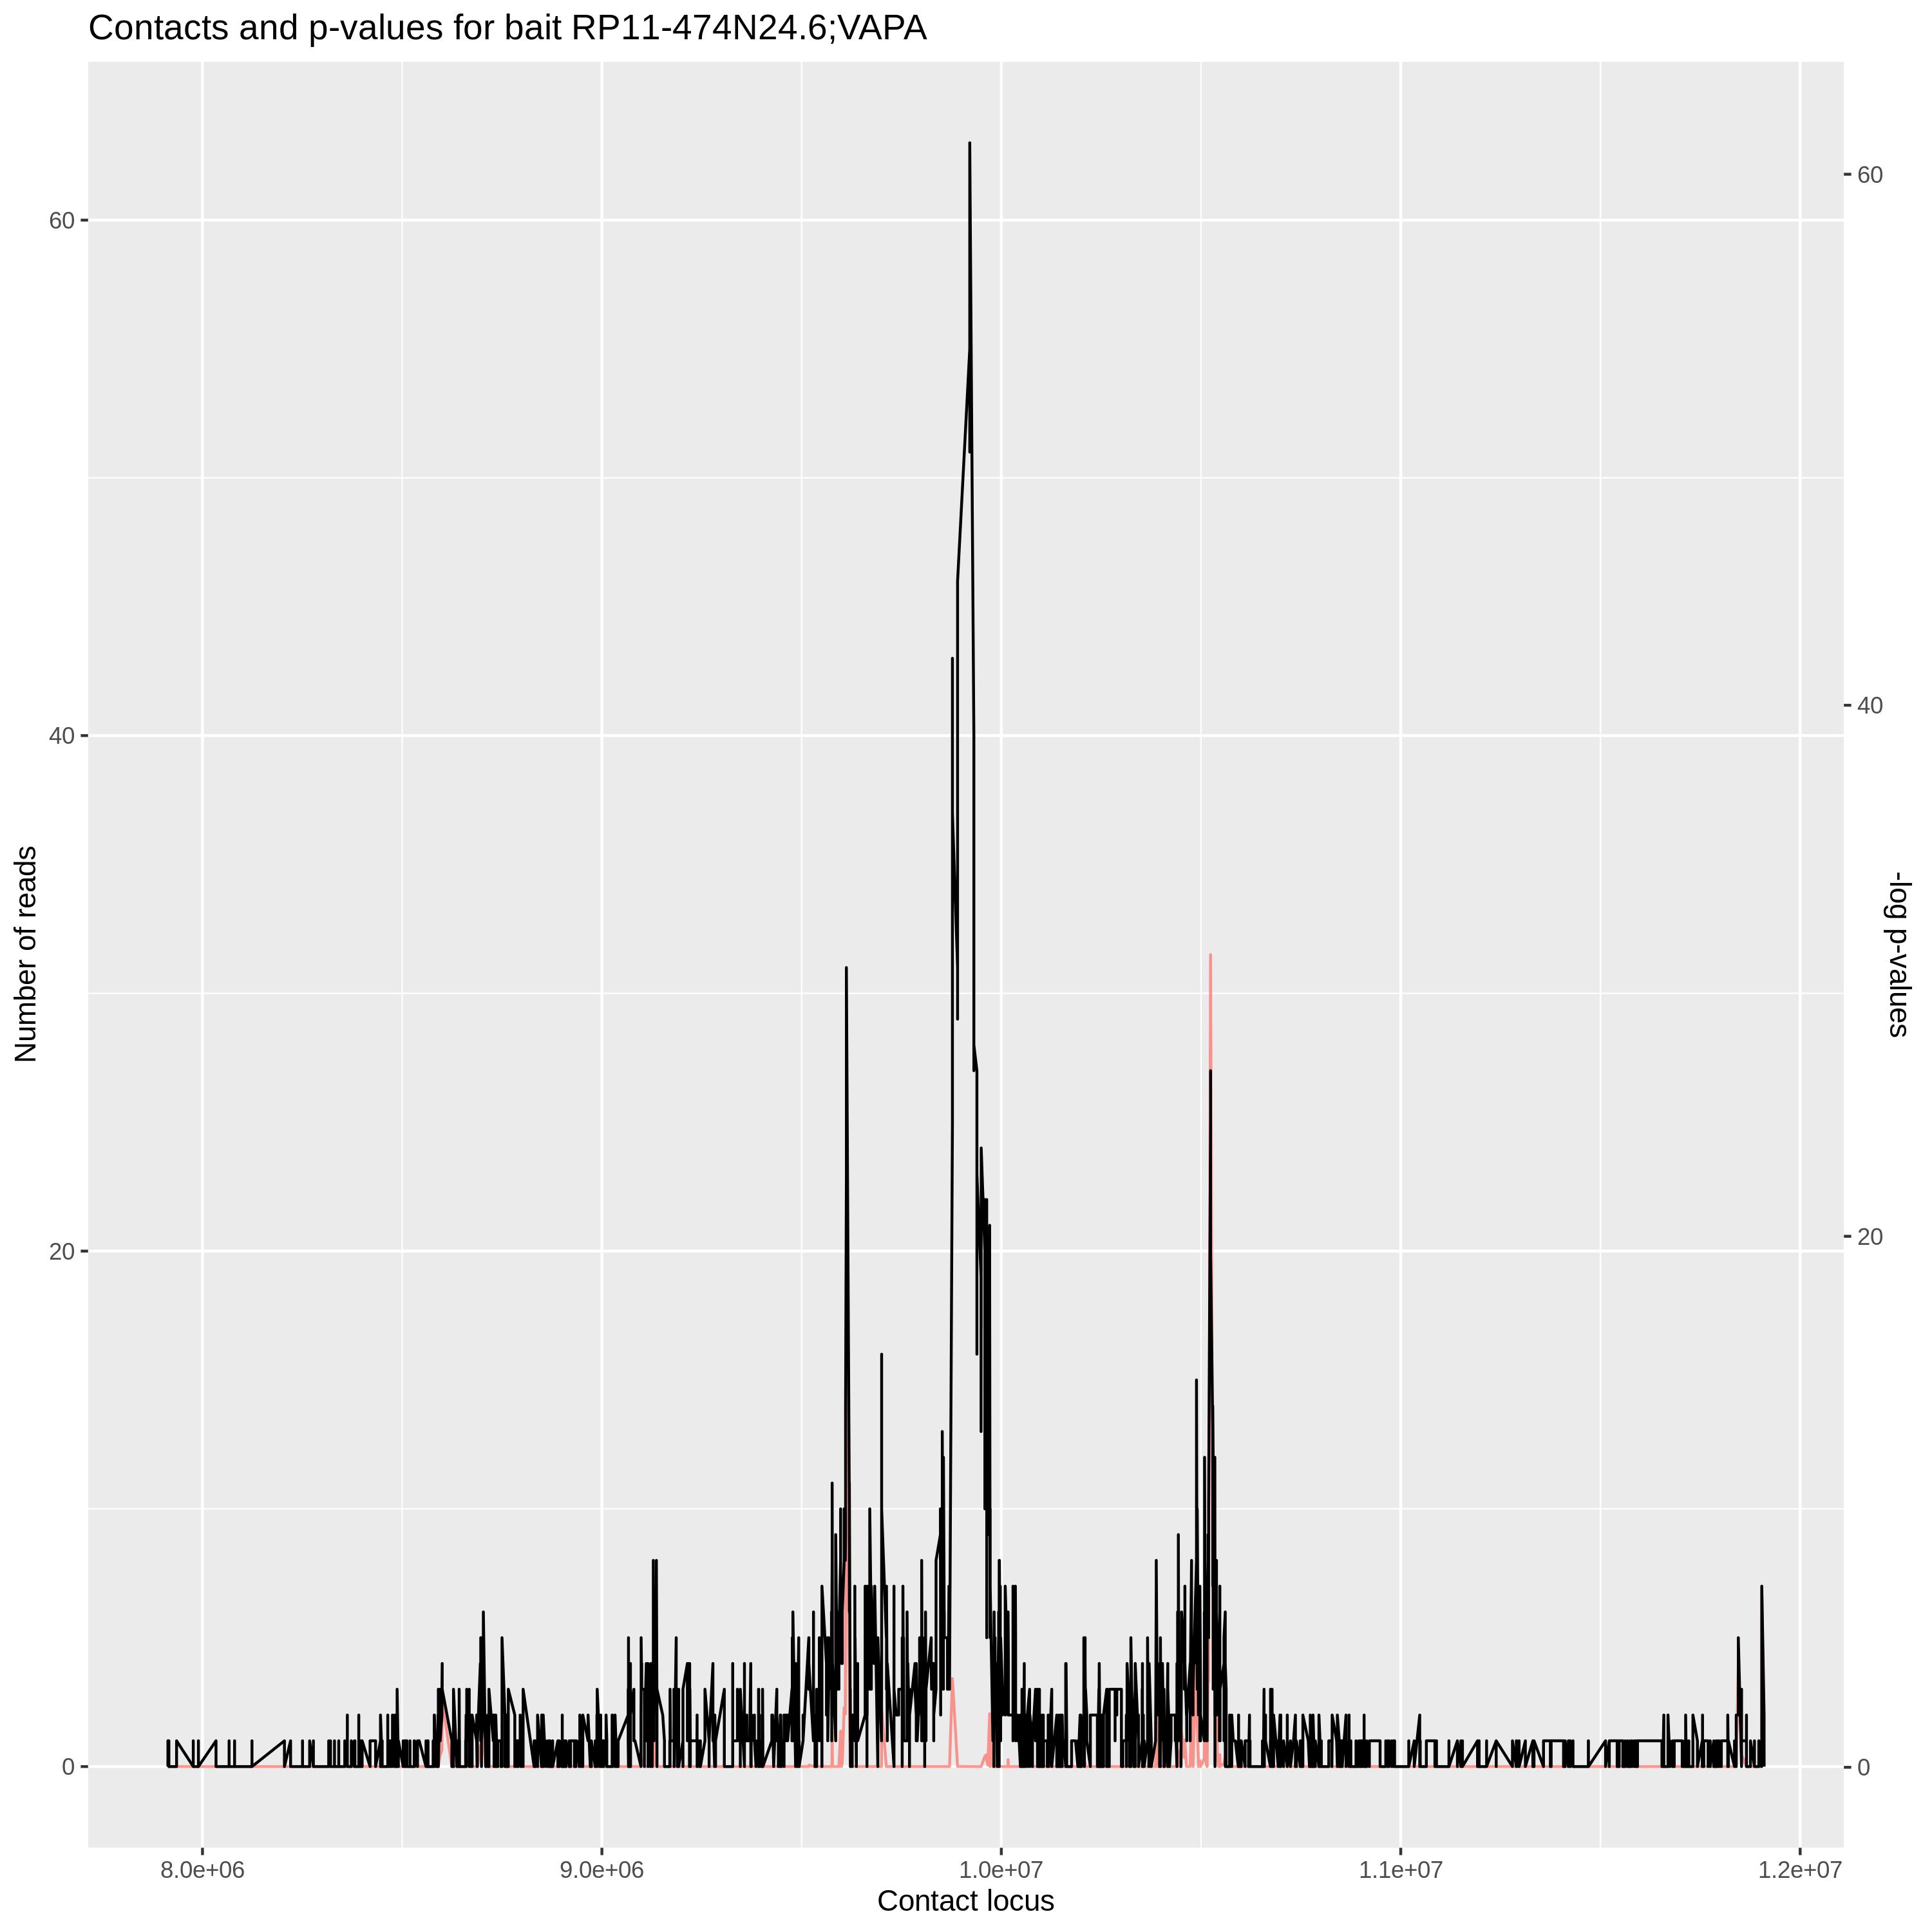 Contacts and p-values for bait RP11-474N24.6;VAPA
60
40
20
0
Number of reads
60
40
20
0
-log p-values
8.0e+06 9.0e+06 1.0e+07 1.1e+07 1.2e+07
Contact locus